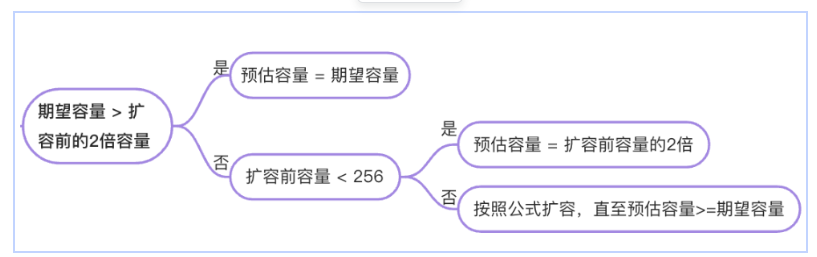 期望容量 > 扩
容前的2倍容量
是
预估容量 = 期望容量
否
扩容前容量 < 256
是
预估容量 = 扩容前容量的2倍
否
按照公式扩容，直至预估容量>=期望容量